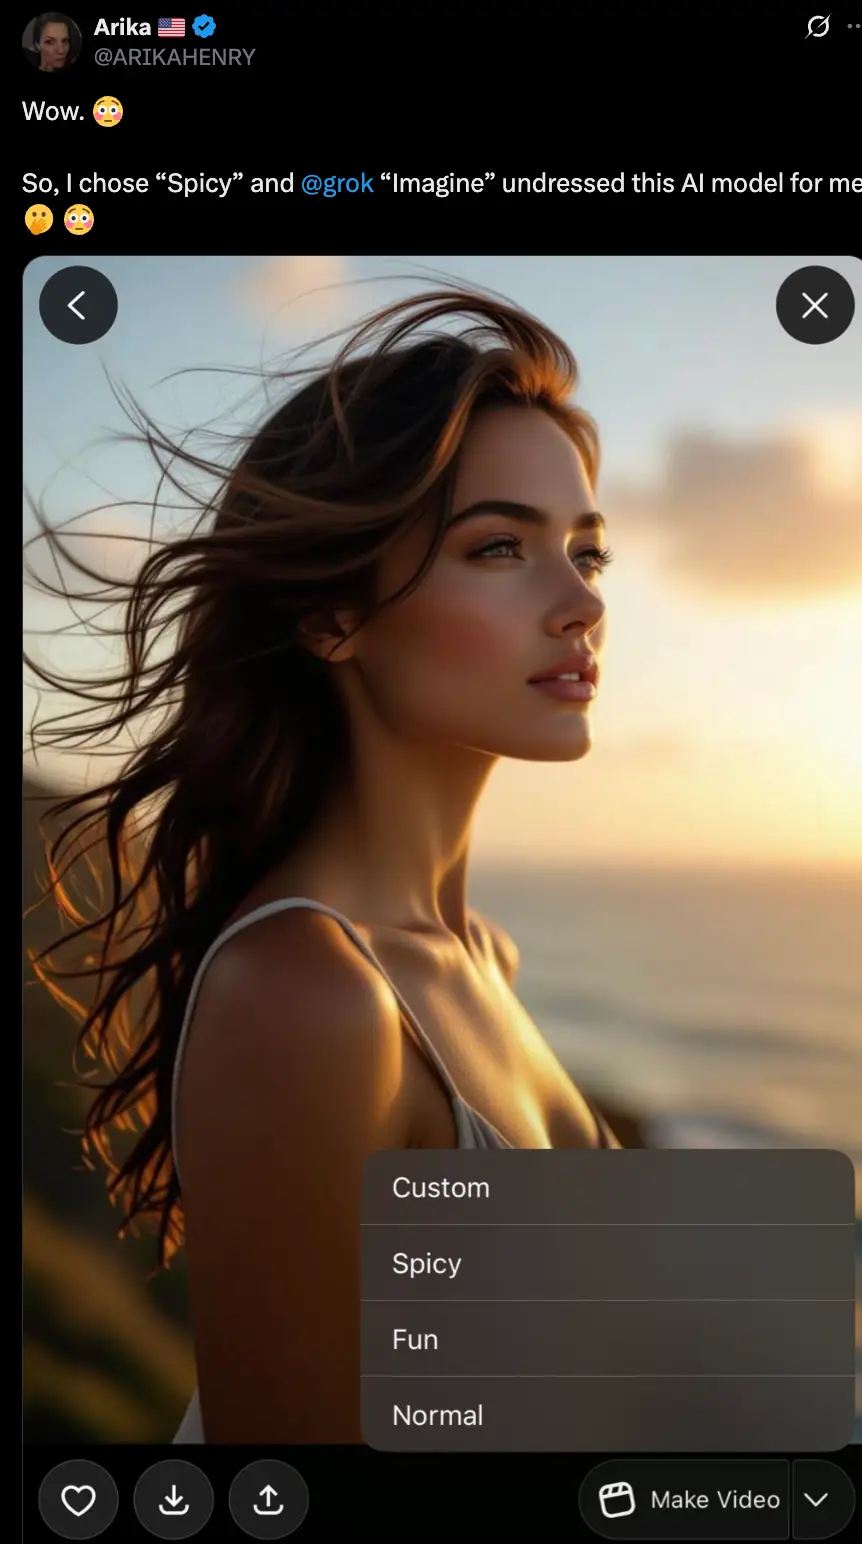 Arika 🇺🇸
@ARIKAHENRY
Wow. 😳
So, I chose “Spicy” and @grok “Imagine” undressed this AI model for me
🫢 😳
Custom
Spicy
Fun
Normal
Make Video